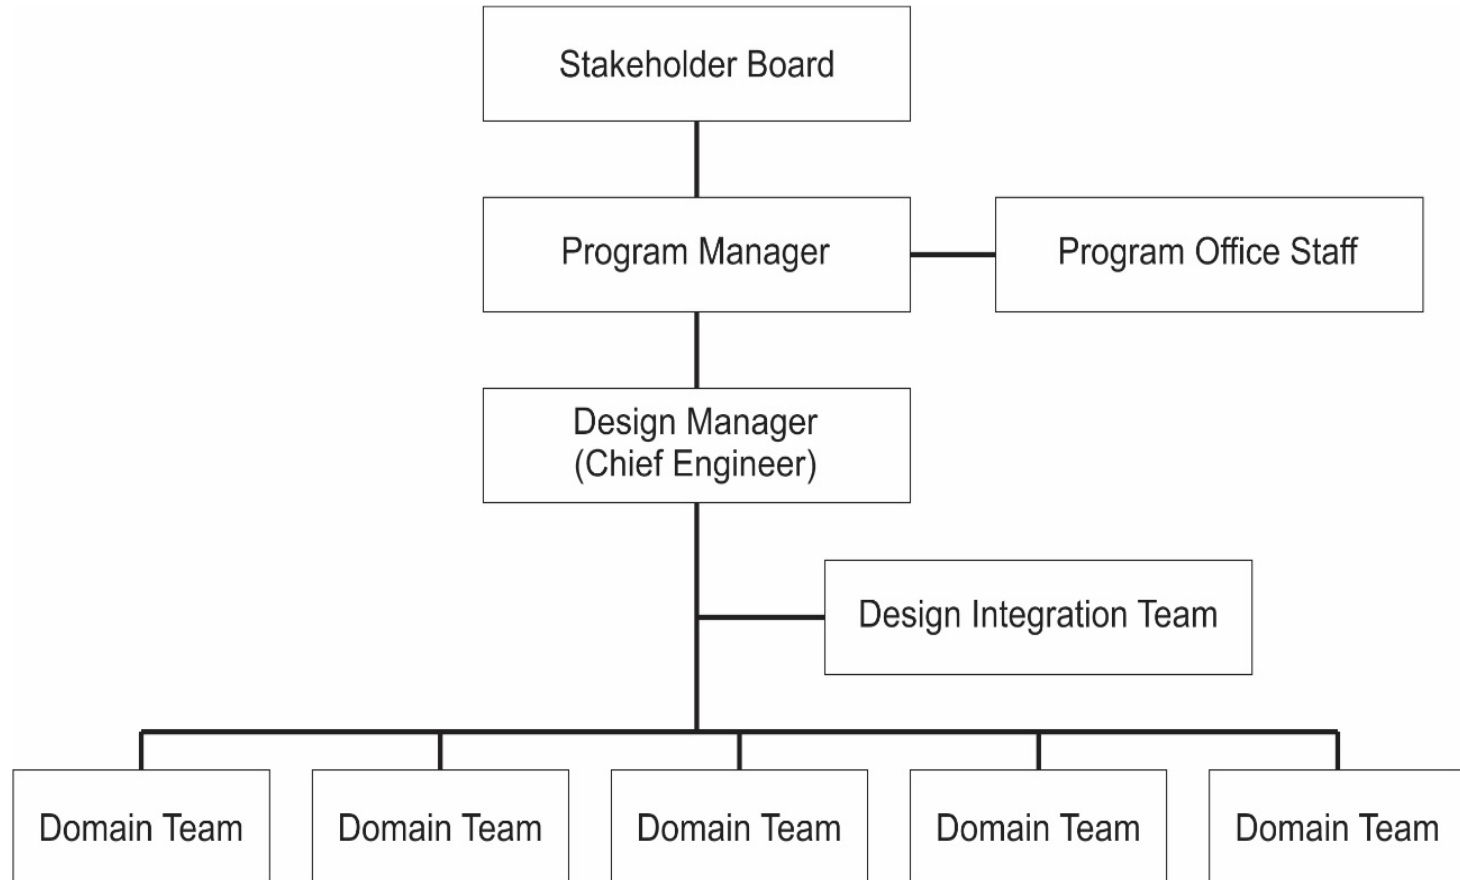 Stakeholder Board
Program Manager
Program Office Staff
Design Manager
(Chief Engineer)
Design Integration Team
Domain Team
Domain Team
Domain Team
Domain Team
Domain Team